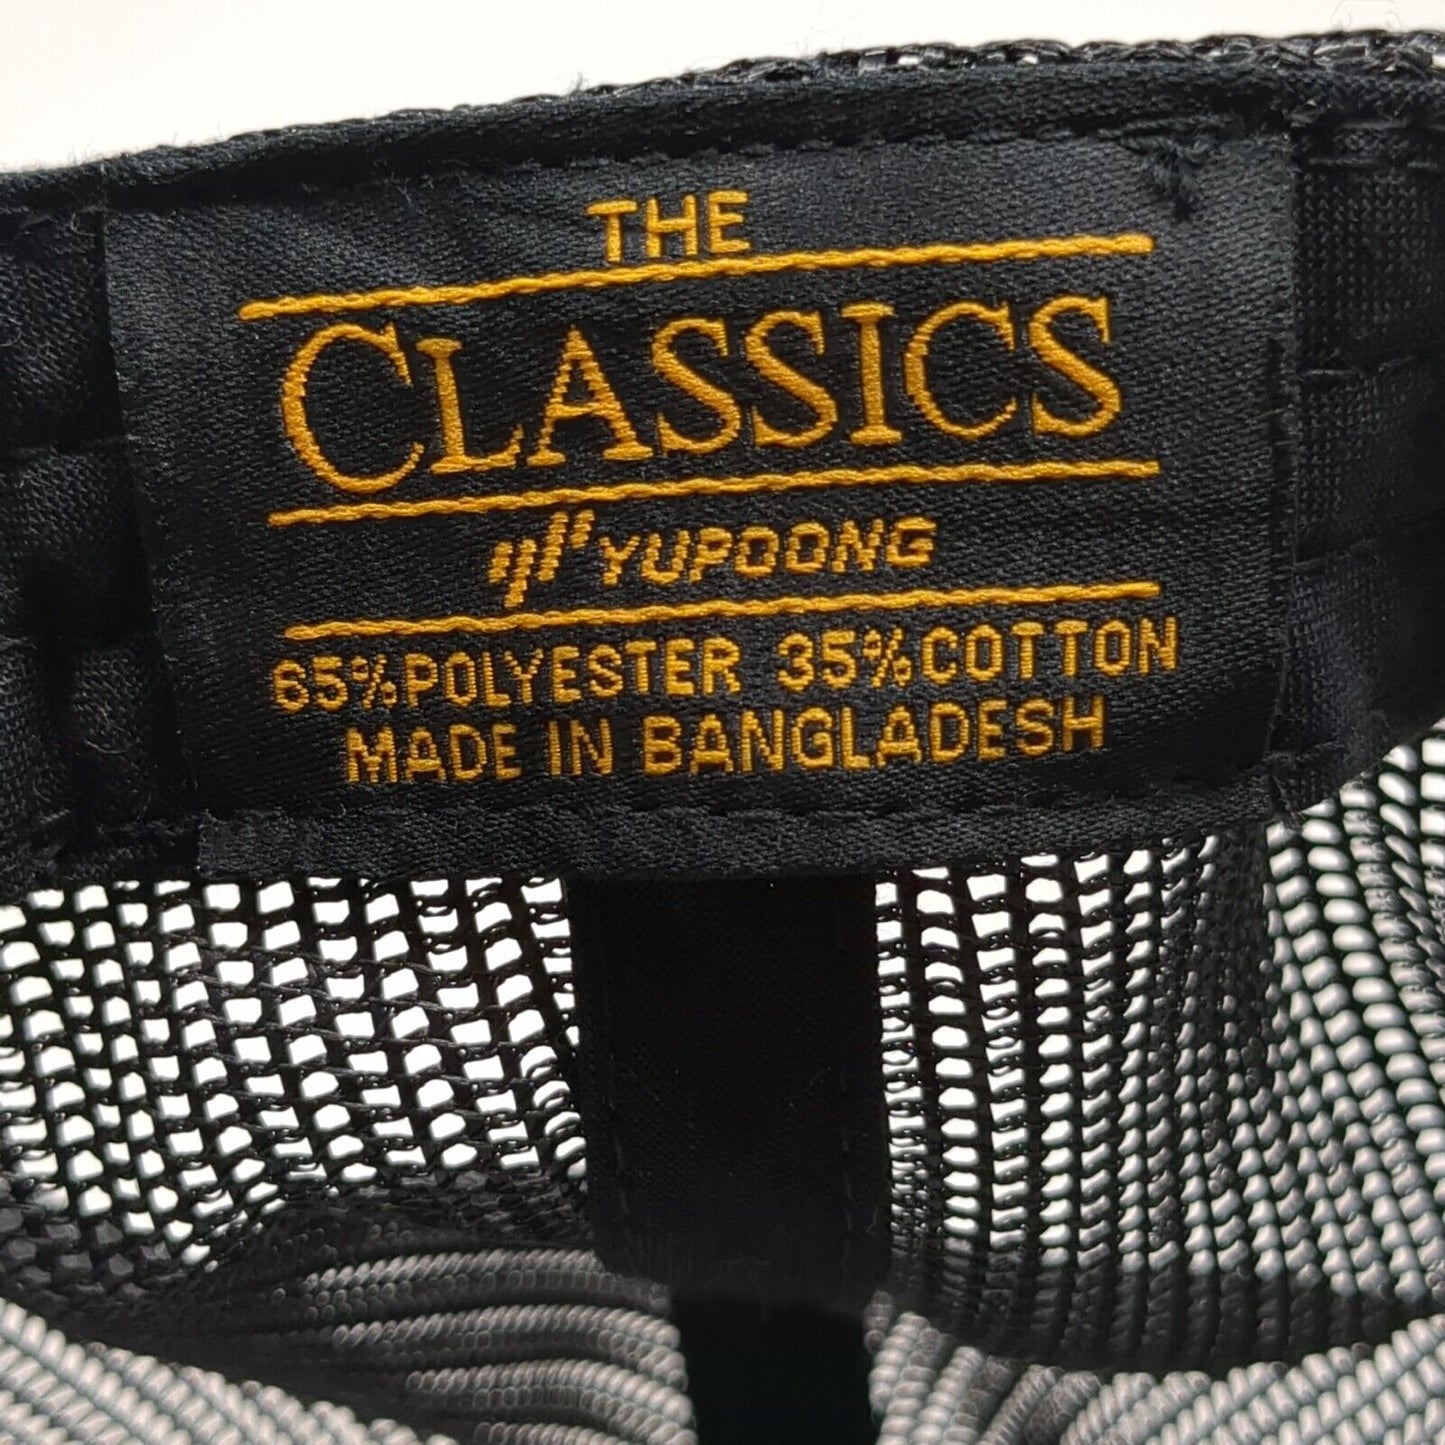 THE
CLASSICS
YUPOONG
65% POLYESTER 35% COTTON
MADE IN BANGLADESH